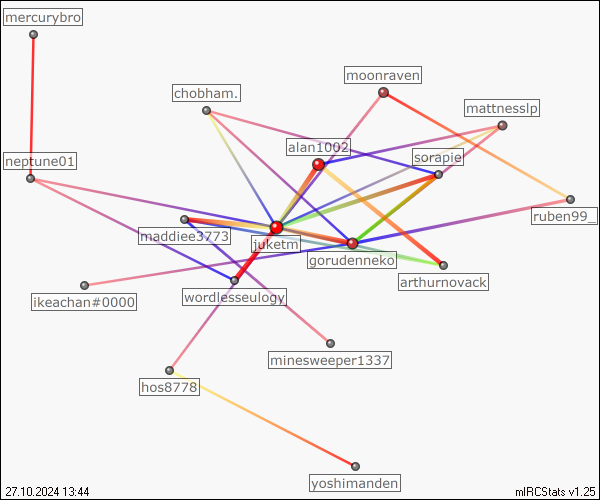 mercurybro
moonraven
chobham.
mattnesslp
alan1002
sorapie
neptune01
ruben99_
maddiee3773
juketm
gorudenneko
arthurnovack
ikeachan#0000
wordlesseulogy
minesweeper1337
hos8778
yoshimanden
27.10.2024 13:44
mIRCStats v1.25